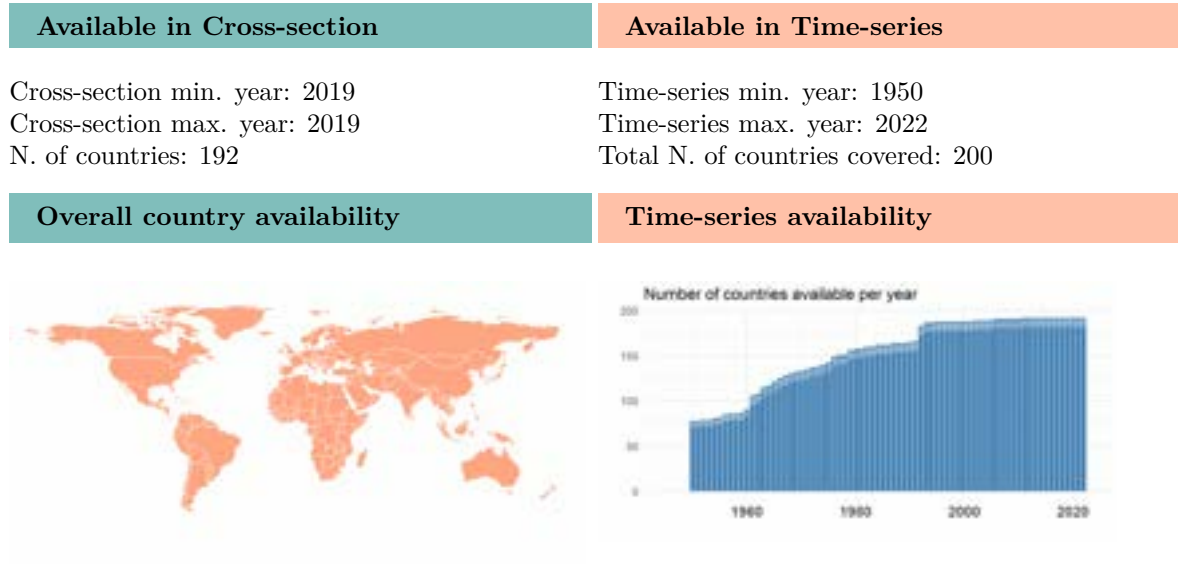 Available in Cross-section
Available in Time-series
Cross-section min. year: 2019
Cross-section max. year: 2019
N. of countries: 192
Time-series min. year: 1950
Time-series max. year: 2022
Total N. of countries covered: 200
Overall country availability
Time-series availability
Number of countries available per year
200
150
100
50
0
1960
1980
2000
2020